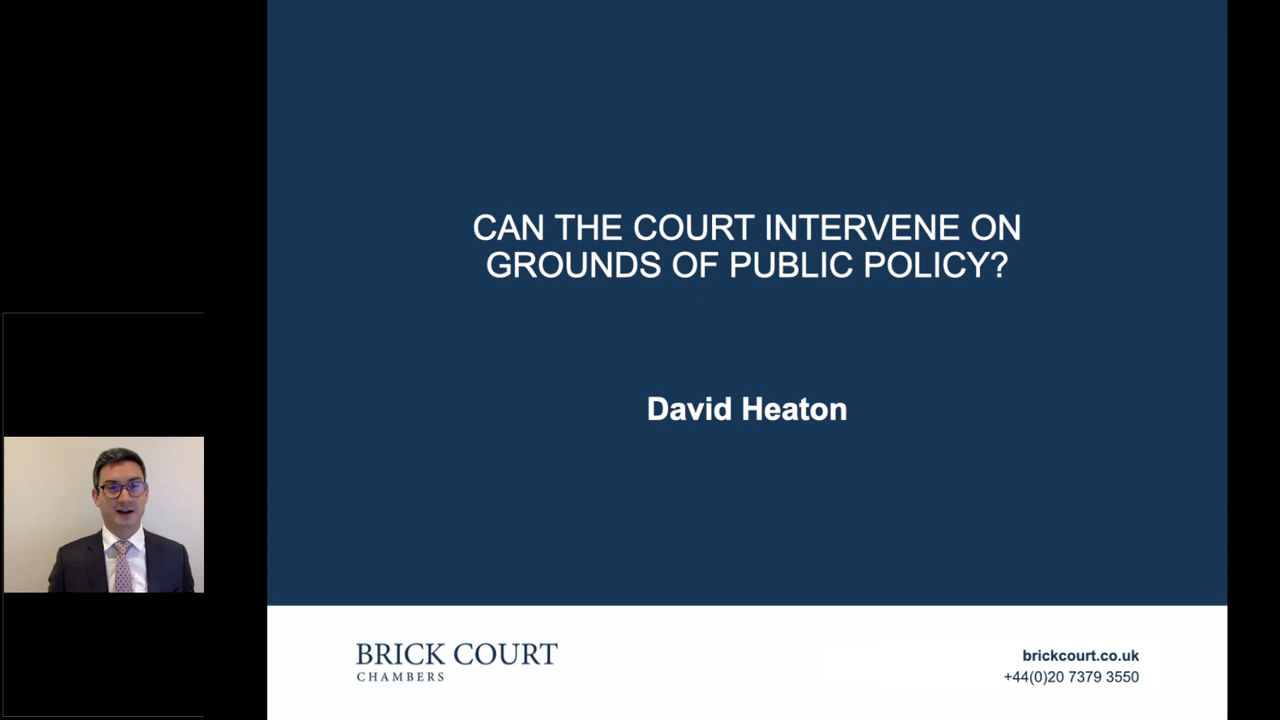 CAN THE COURT INTERVENE ON
GROUNDS OF PUBLIC POLICY?
David Heaton
BRICK COURT
CHAMBERS
brickcourt.co.uk
+44(0)20 7379 3550